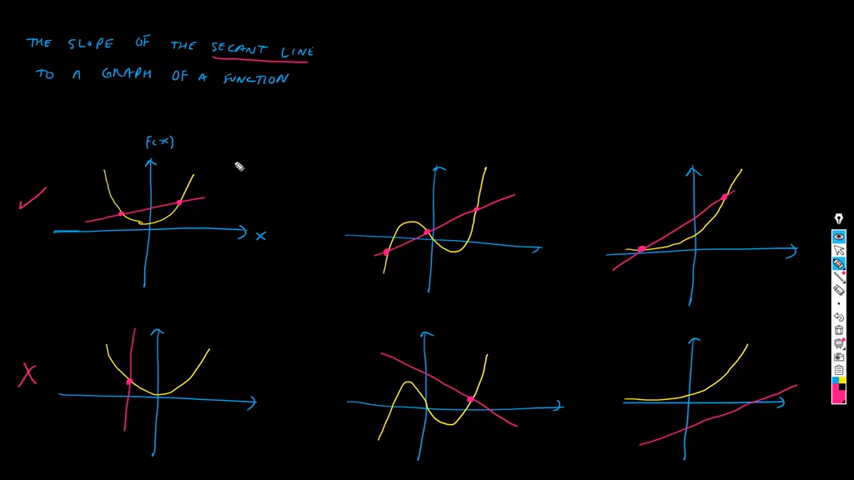 THE SLOPE OF THE SECANT LINE
TO A GRAPH OF A FUNCTION
f(x)
x